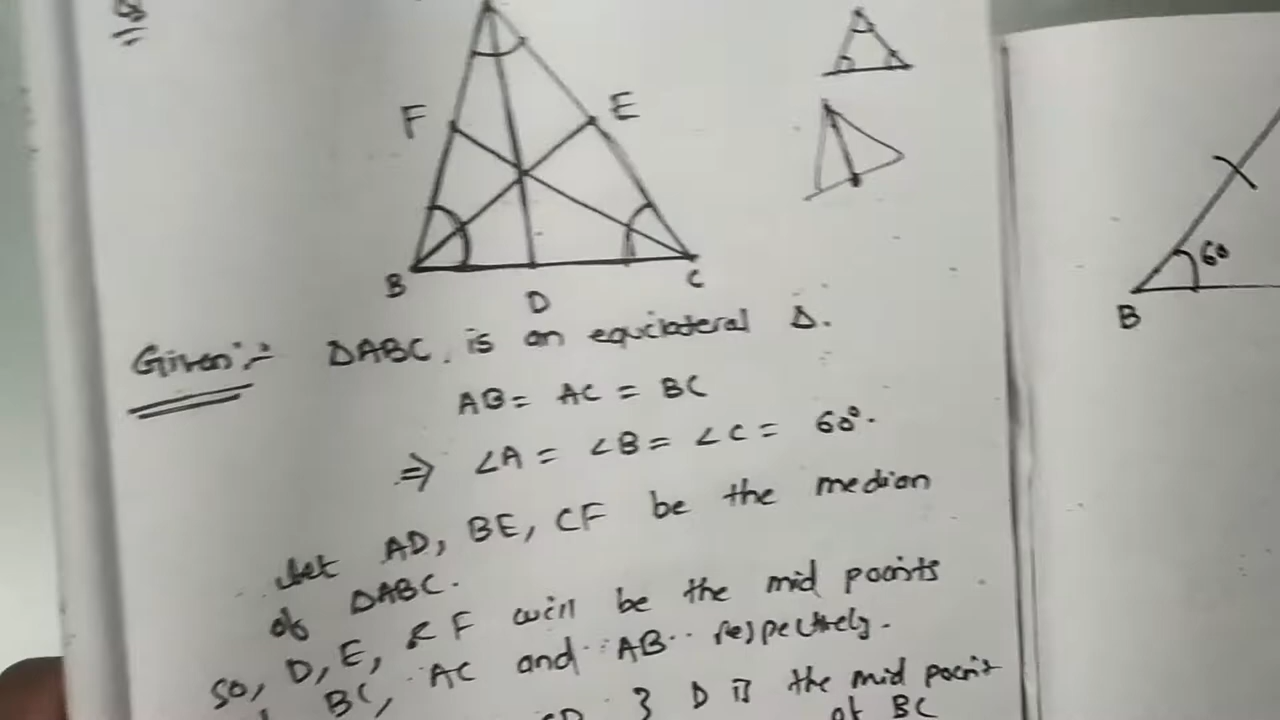 F
E
B
C
D
Given:-  ΔABC, is an equilateral Δ.
AB = AC = BC
⇒ ∠A = ∠B = ∠C = 60°.
Let AD, BE, CF be the median
of ΔABC.
So, D, E, & F will be the mid points
BC, AC and AB respectively.
D is the mid point
of BC
60
B